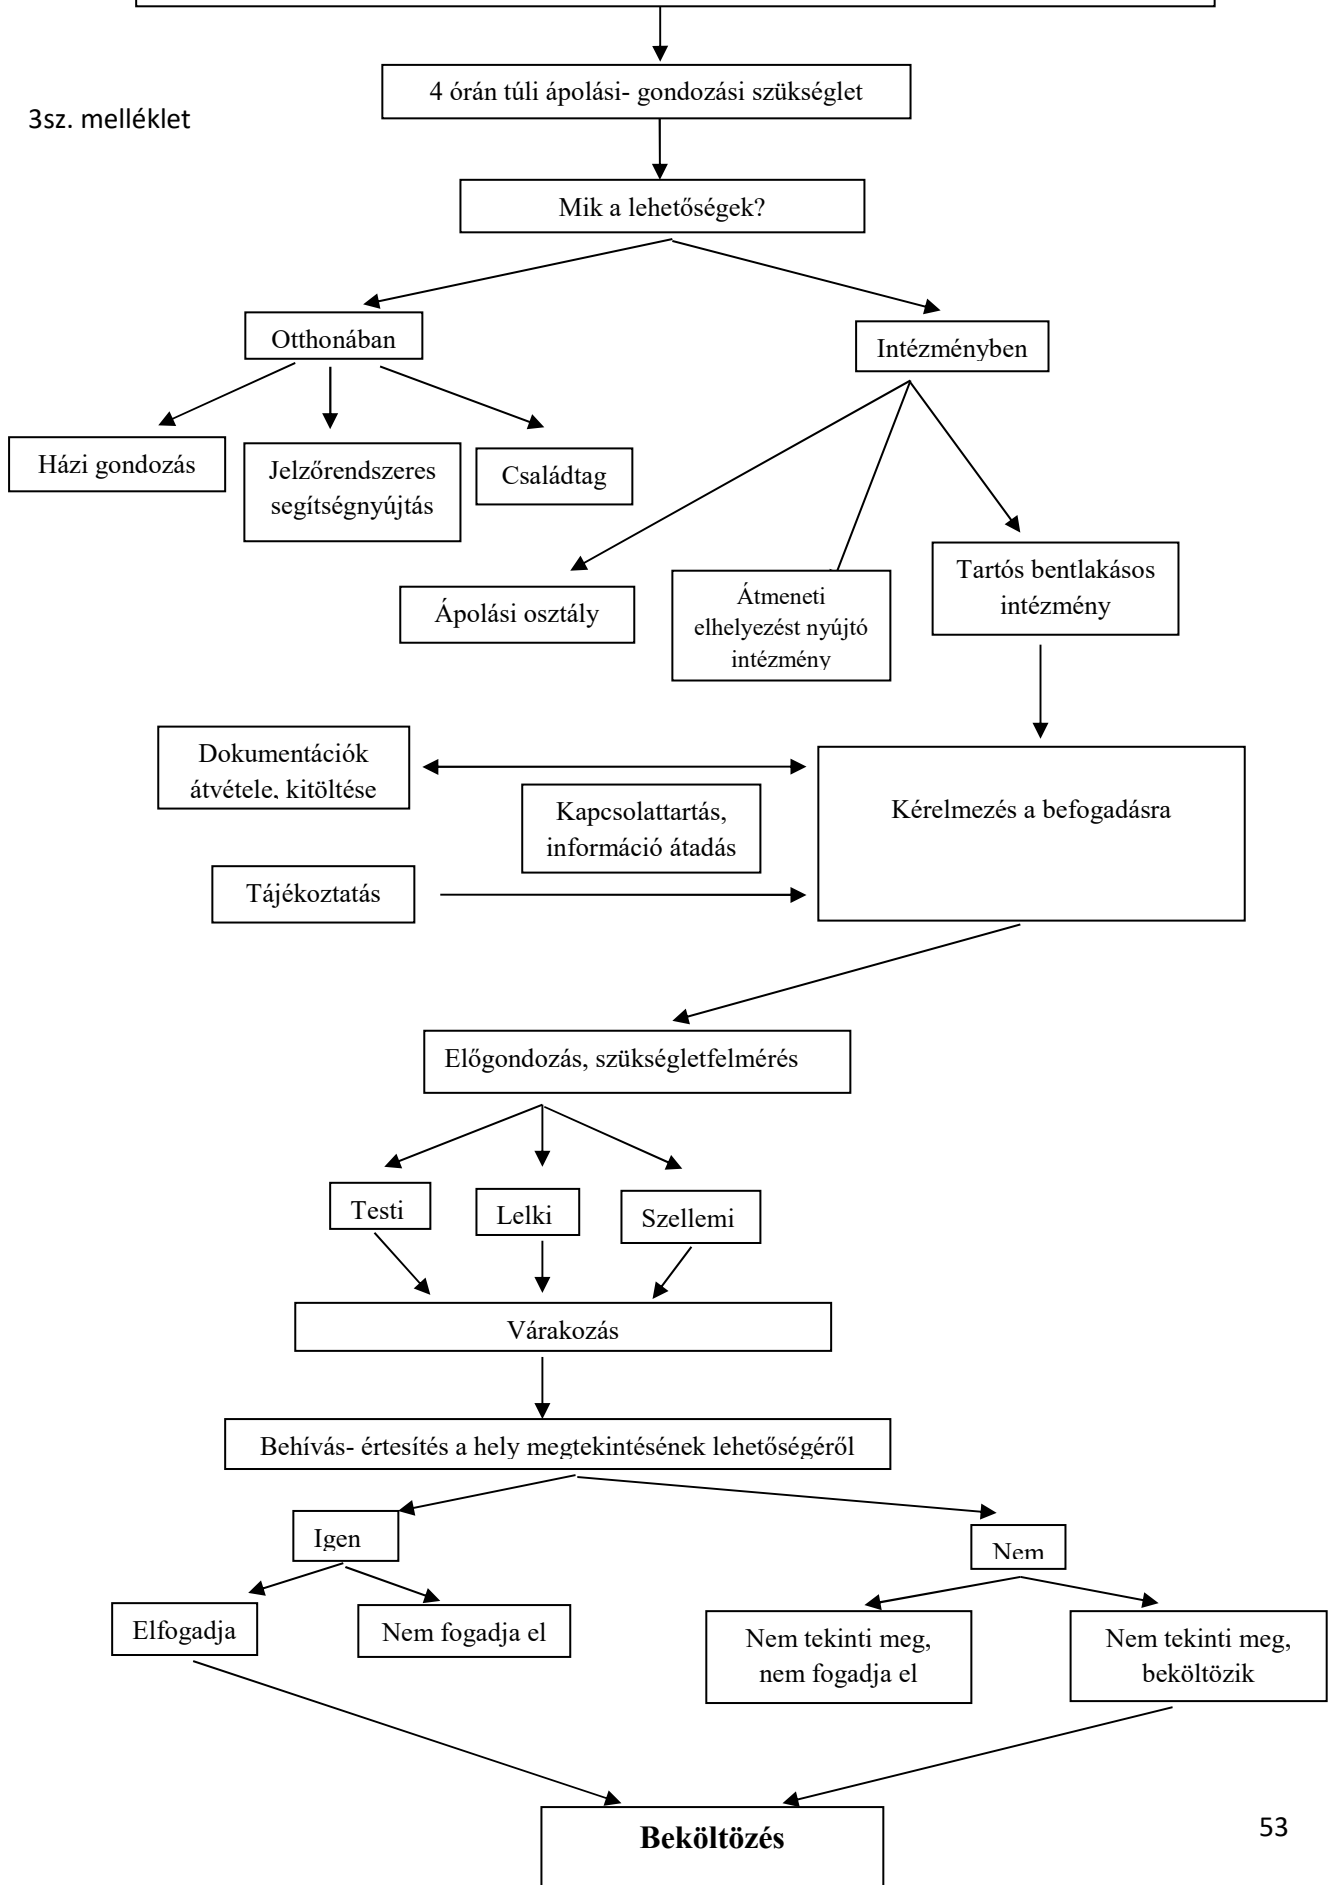 4 órán túli ápolási- gondozási szükséglet
3sz. melléklet
Mik a lehetőségek?
Otthonában
Intézményben
Házi gondozás
Jelzőrendszeres
segítségnyújtás
Családtag
Ápolási osztály
Átmeneti
elhelyezést nyújtó
intézmény
Tartós bentlakásos
intézmény
Dokumentációk
átvétele, kitöltése
Kapcsolattartás,
információ átadás
Kérelmezés a befogadásra
Tájékoztatás
Előgondozás, szükségletfelmérés
Testi
Lelki
Szellemi
Várakozás
Behívás- értesítés a hely megtekintésének lehetőségéről
Igen
Nem
Elfogadja
Nem fogadja el
Nem tekinti meg,
nem fogadja el
Nem tekinti meg,
beköltözik
Beköltözés
53